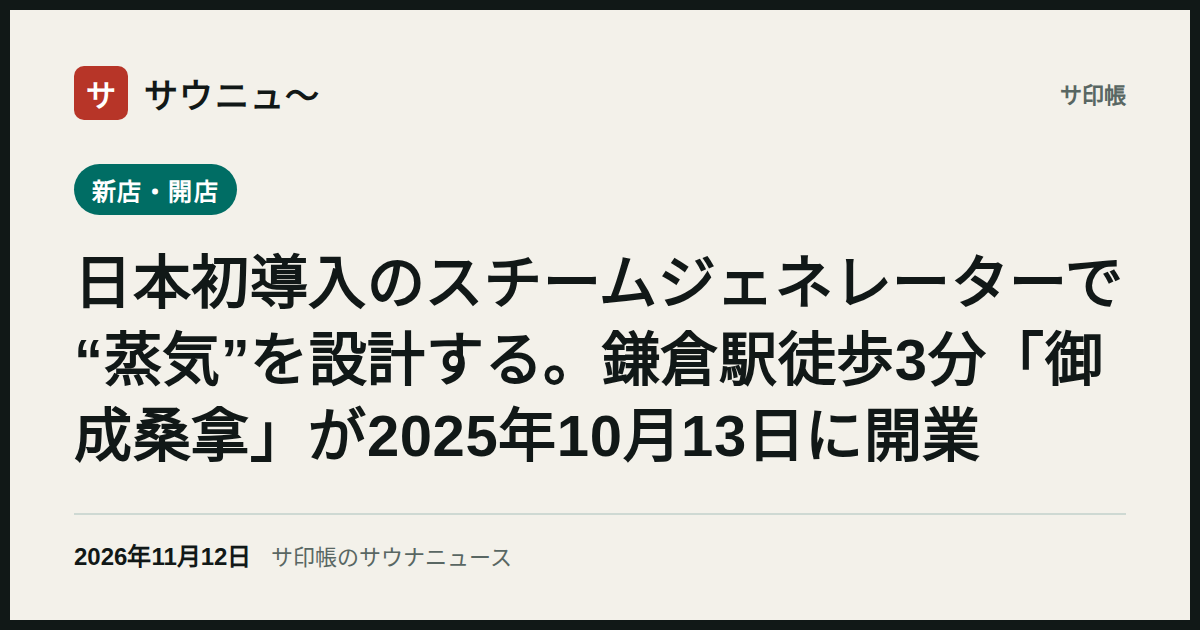 サ サウニュ〜 サ印帳
新店・開店
日本初導入のスチームジェネレーターで
“蒸気”を設計する。鎌倉駅徒歩3分「御
成桑拿」が2025年10月13日に開業
2026年11月12日 サ印帳のサウナニュース